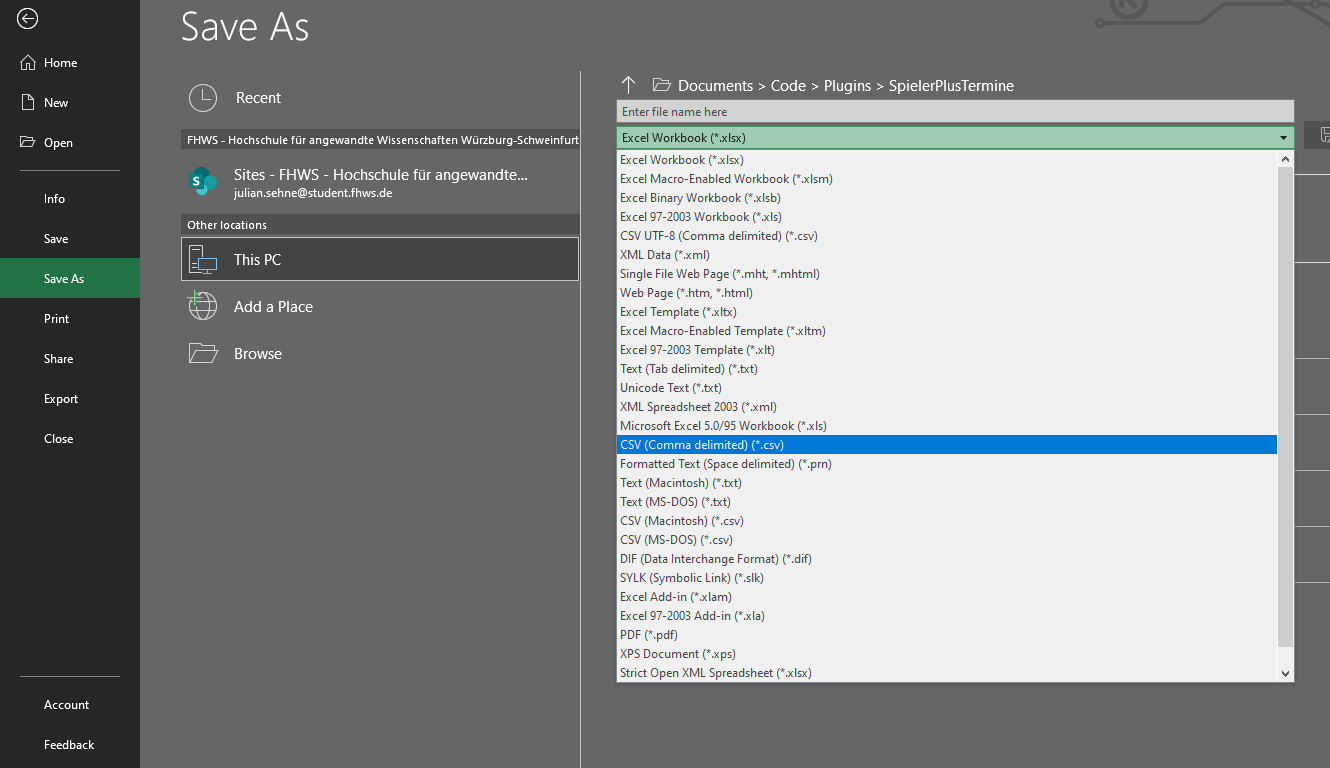 Save As
Home
New
Open
Info
Save
Save As
Print
Share
Export
Close
Account
Feedback
Recent
FHWS - Hochschule für angewandte Wissenschaften Würzburg-Schweinfurt
Sites - FHWS - Hochschule für angewandte...
julian.sehne@student.fhws.de
Other locations
This PC
Add a Place
Browse
Documents > Code > Plugins > SpielerPlusTermine
Enter file name here
Excel Workbook (*.xlsx)
Excel Workbook (*.xlsx)
Excel Macro-Enabled Workbook (*.xlsm)
Excel Binary Workbook (*.xlsb)
Excel 97-2003 Workbook (*.xls)
CSV UTF-8 (Comma delimited) (*.csv)
XML Data (*.xml)
Single File Web Page (*.mht, *.mhtml)
Web Page (*.htm, *.html)
Excel Template (*.xltx)
Excel Macro-Enabled Template (*.xltm)
Excel 97-2003 Template (*.xlt)
Text (Tab delimited) (*.txt)
Unicode Text (*.txt)
XML Spreadsheet 2003 (*.xml)
Microsoft Excel 5.0/95 Workbook (*.xls)
CSV (Comma delimited) (*.csv)
Formatted Text (Space delimited) (*.prn)
Text (Macintosh) (*.txt)
Text (MS-DOS) (*.txt)
CSV (Macintosh) (*.csv)
CSV (MS-DOS) (*.csv)
DIF (Data Interchange Format) (*.dif)
SYLK (Symbolic Link) (*.slk)
Excel Add-in (*.xlam)
Excel 97-2003 Add-in (*.xla)
PDF (*.pdf)
XPS Document (*.xps)
Strict Open XML Spreadsheet (*.xlsx)